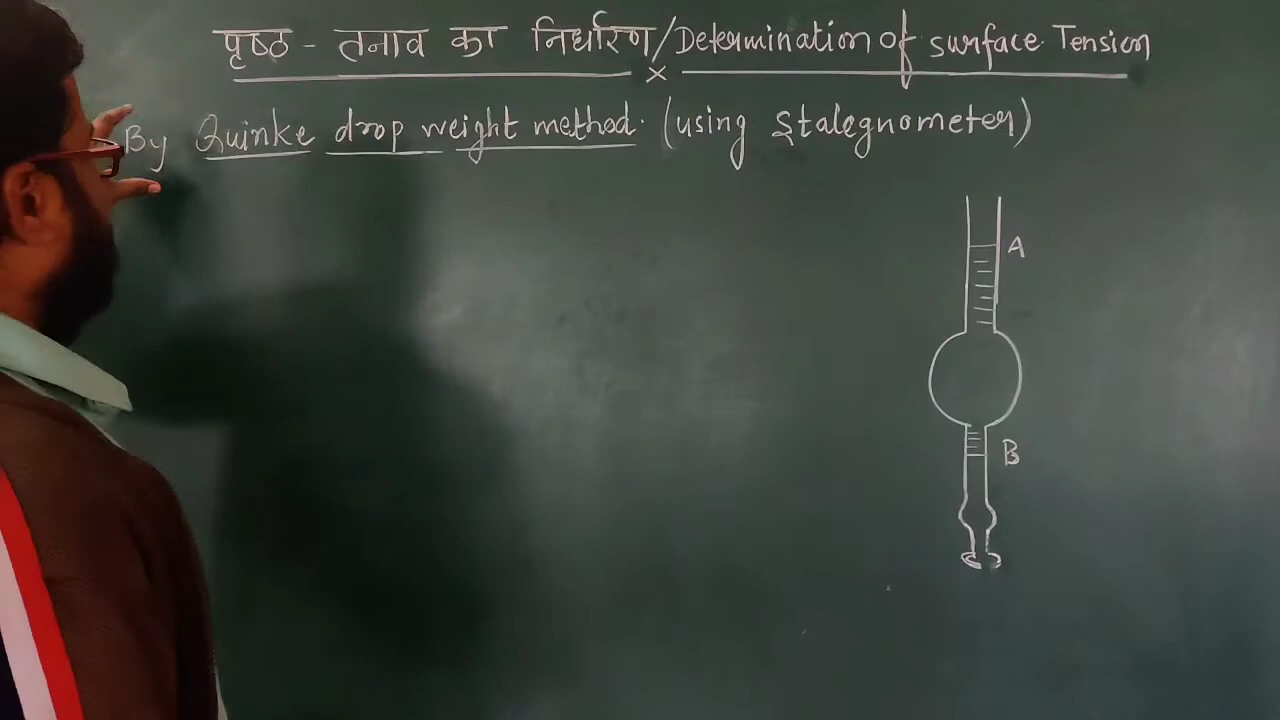 पृष्ठ - तनाव का निर्धारण/Determination of surface Tension
×
By Quinke drop weight method. (using Stalegnometer)
A
B